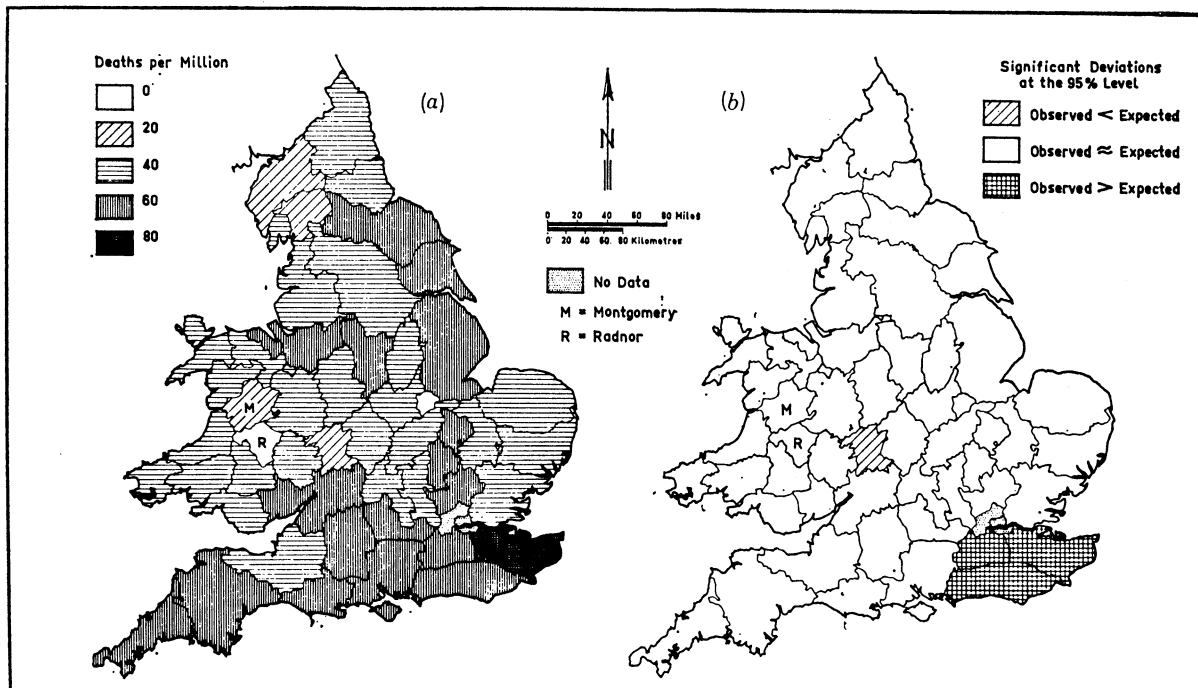 Deaths per Million
0
20
40
60
80
(a)
N
0 20 40 60 80 Miles
0 20 40 60 80 Kilometres
No Data
M = Montgomery
R = Radnor
M
R
(b)
Significant Deviations
at the 95% Level
Observed < Expected
Observed ≈ Expected
Observed > Expected
M
R